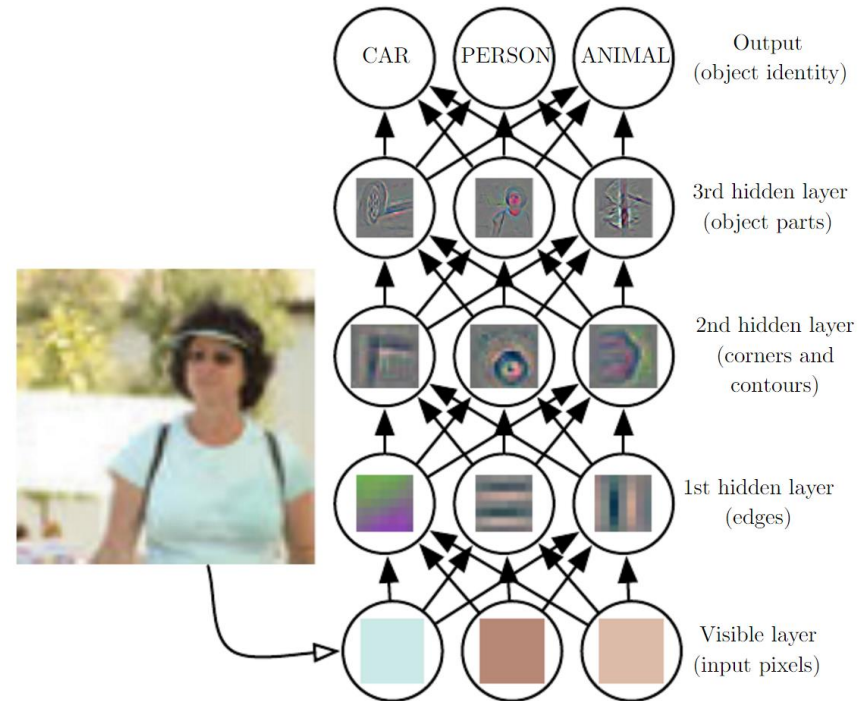 CAR
PERSON
ANIMAL
Output
(object identity)
3rd hidden layer
(object parts)
2nd hidden layer
(corners and
contours)
1st hidden layer
(edges)
Visible layer
(input pixels)